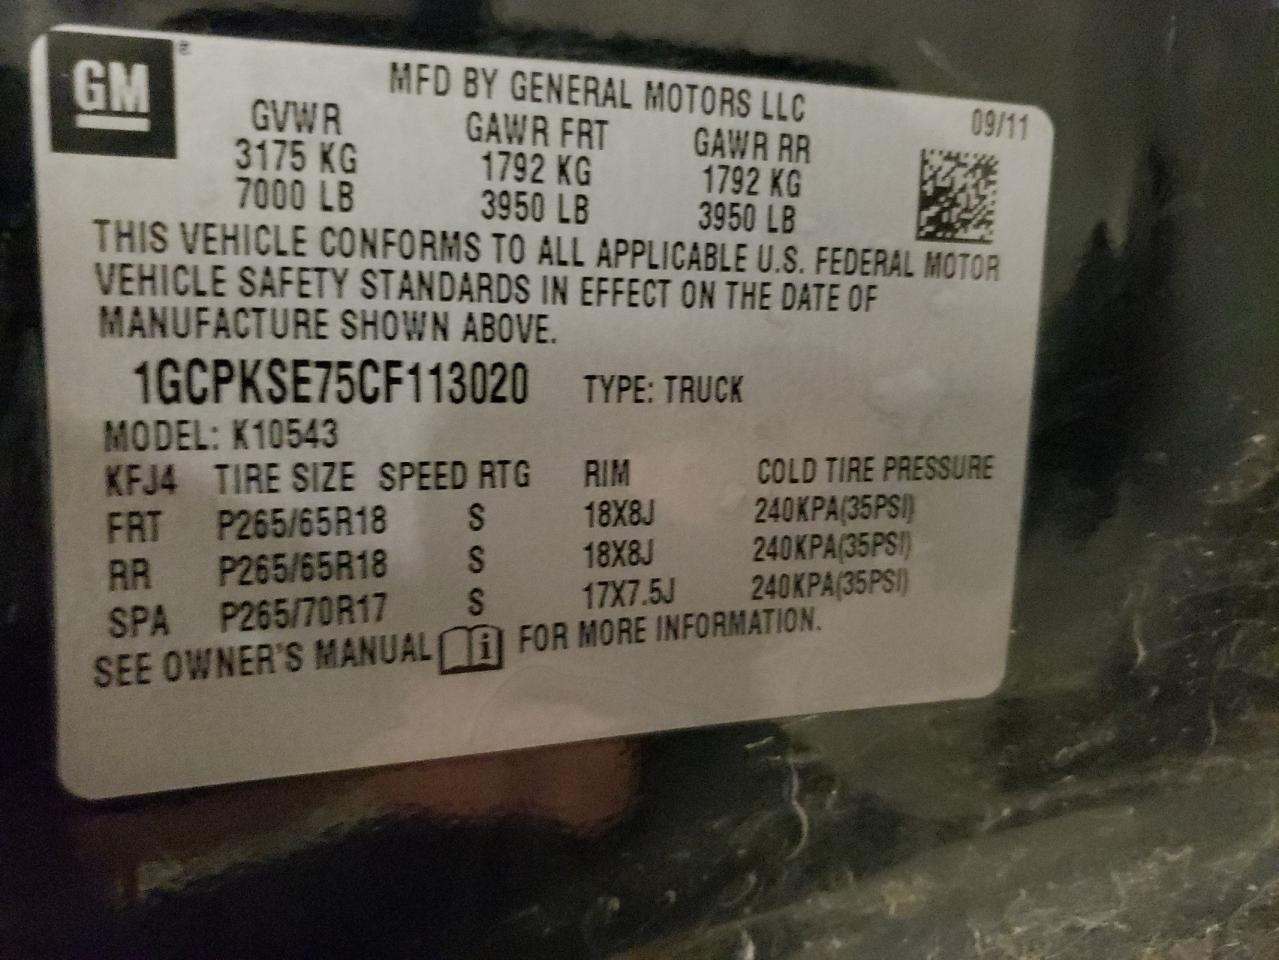 GM
MFD BY GENERAL MOTORS LLC
09/11
GVWR GAWR FRT GAWR RR
3175 KG 1792 KG 1792 KG
7000 LB 3950 LB 3950 LB
THIS VEHICLE CONFORMS TO ALL APPLICABLE U.S. FEDERAL MOTOR
VEHICLE SAFETY STANDARDS IN EFFECT ON THE DATE OF
MANUFACTURE SHOWN ABOVE.
1GCPKSE75CF113020 TYPE: TRUCK
MODEL: K10543
KFJ4 TIRE SIZE SPEED RTG RIM COLD TIRE PRESSURE
FRT P265/65R18 S 18X8J 240KPA(35PSI)
RR P265/65R18 S 18X8J 240KPA(35PSI)
SPA P265/70R17 S 17X7.5J 240KPA(35PSI)
SEE OWNER'S MANUAL i FOR MORE INFORMATION.